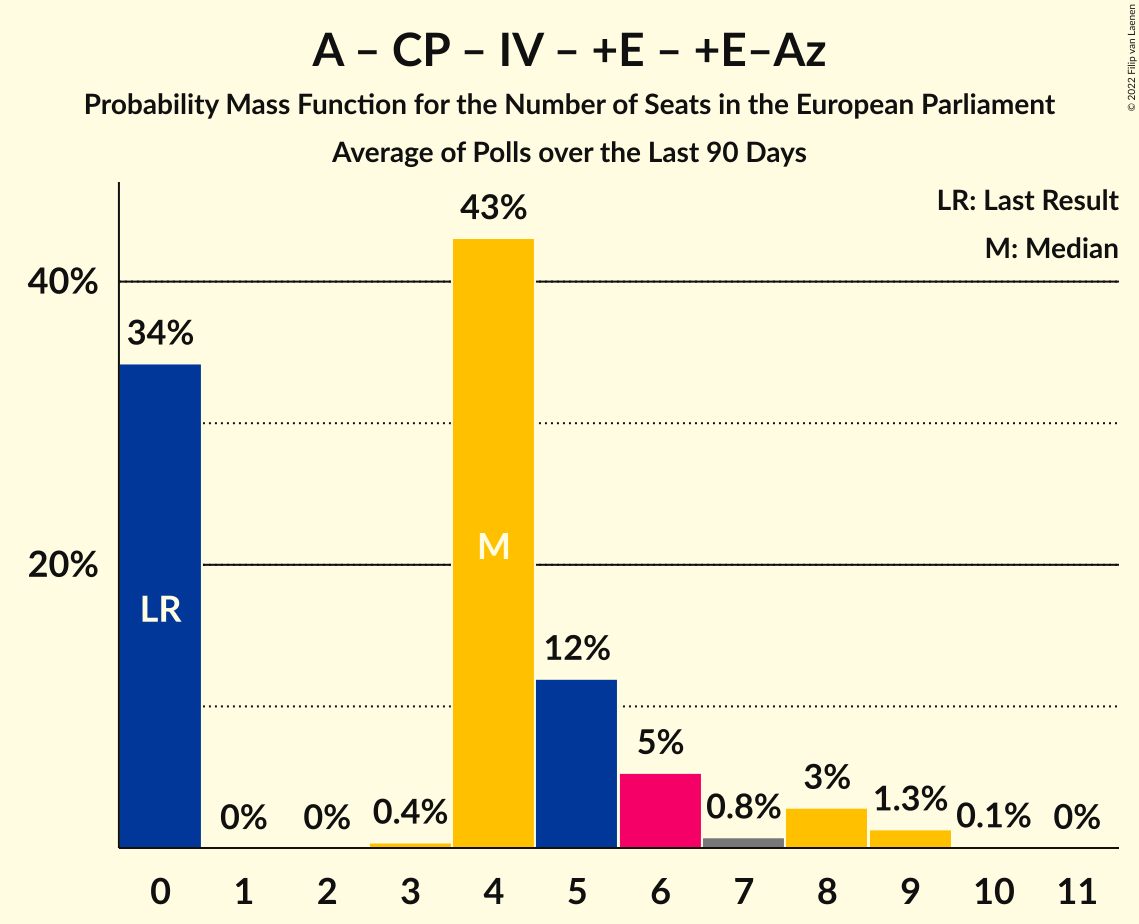 A – CP – IV – +E – +E–Az
Probability Mass Function for the Number of Seats in the European Parliament
Average of Polls over the Last 90 Days
© 2022 Filip van Laenen
LR: Last Result
M: Median
40%
20%
34%
0%
0%
0.4%
43%
12%
5%
0.8%
3%
1.3%
0.1%
0%
LR
M
0 1 2 3 4 5 6 7 8 9 10 11